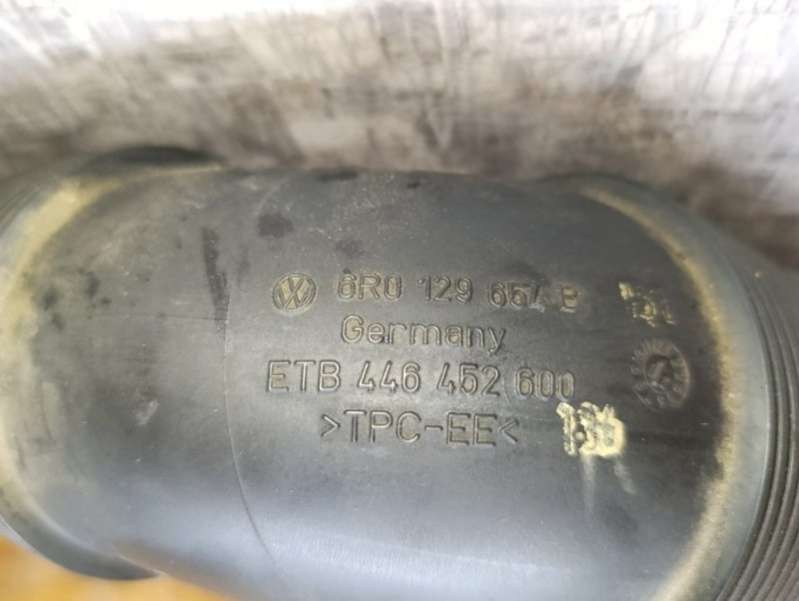 6R0 129 654 B
Germany
ETB 446 452 600
>TPC-EE<